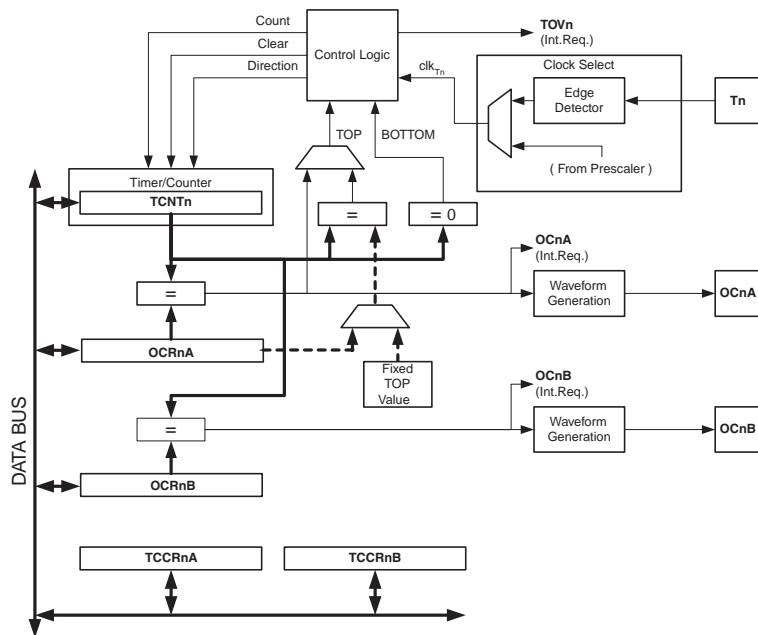 Count
Clear
Direction
Control Logic
TOVn
(Int.Req.)
clkTn
Clock Select
Edge
Detector
Tn
( From Prescaler )
TOP
BOTTOM
Timer/Counter
TCNTn
=
= 0
OCnA
(Int.Req.)
=
Waveform
Generation
OCnA
OCRnA
Fixed
TOP
Value
OCnB
(Int.Req.)
=
Waveform
Generation
OCnB
OCRnB
DATA BUS
TCCRnA
TCCRnB